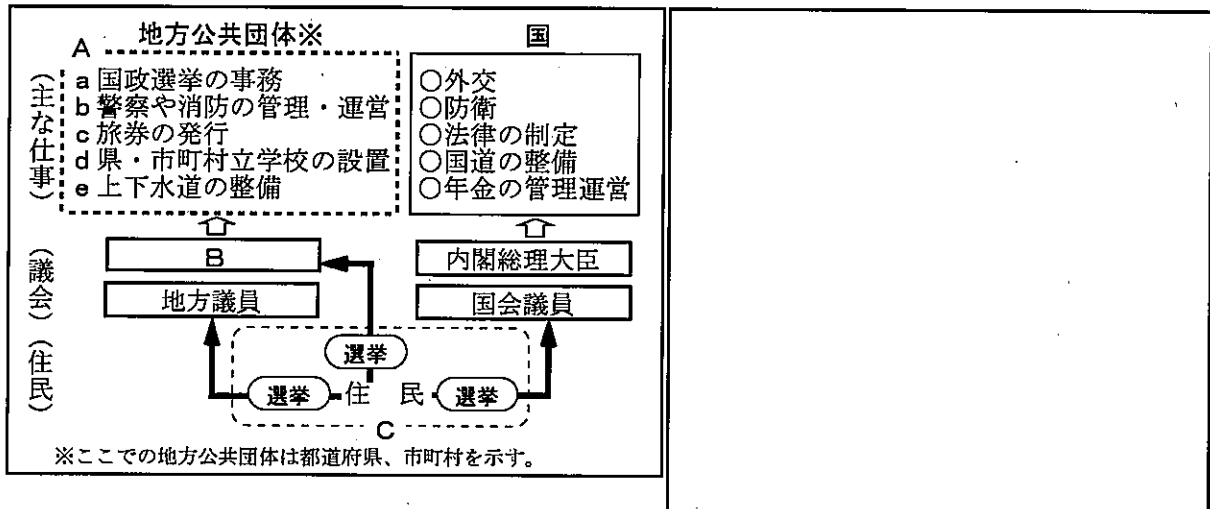 地方公共団体※
A
a 国政選挙の事務
b 警察や消防の管理・運営
c 旅券の発行
d 県・市町村立学校の設置
e 上下水道の整備
国
○外交
○防衛
○法律の制定
○国道の整備
○年金の管理運営
(主な仕事)
B
内閣総理大臣
(議会)
地方議員
国会議員
(住民)
選挙
選挙
住民
選挙
C
※ここでの地方公共団体は都道府県、市町村を示す。